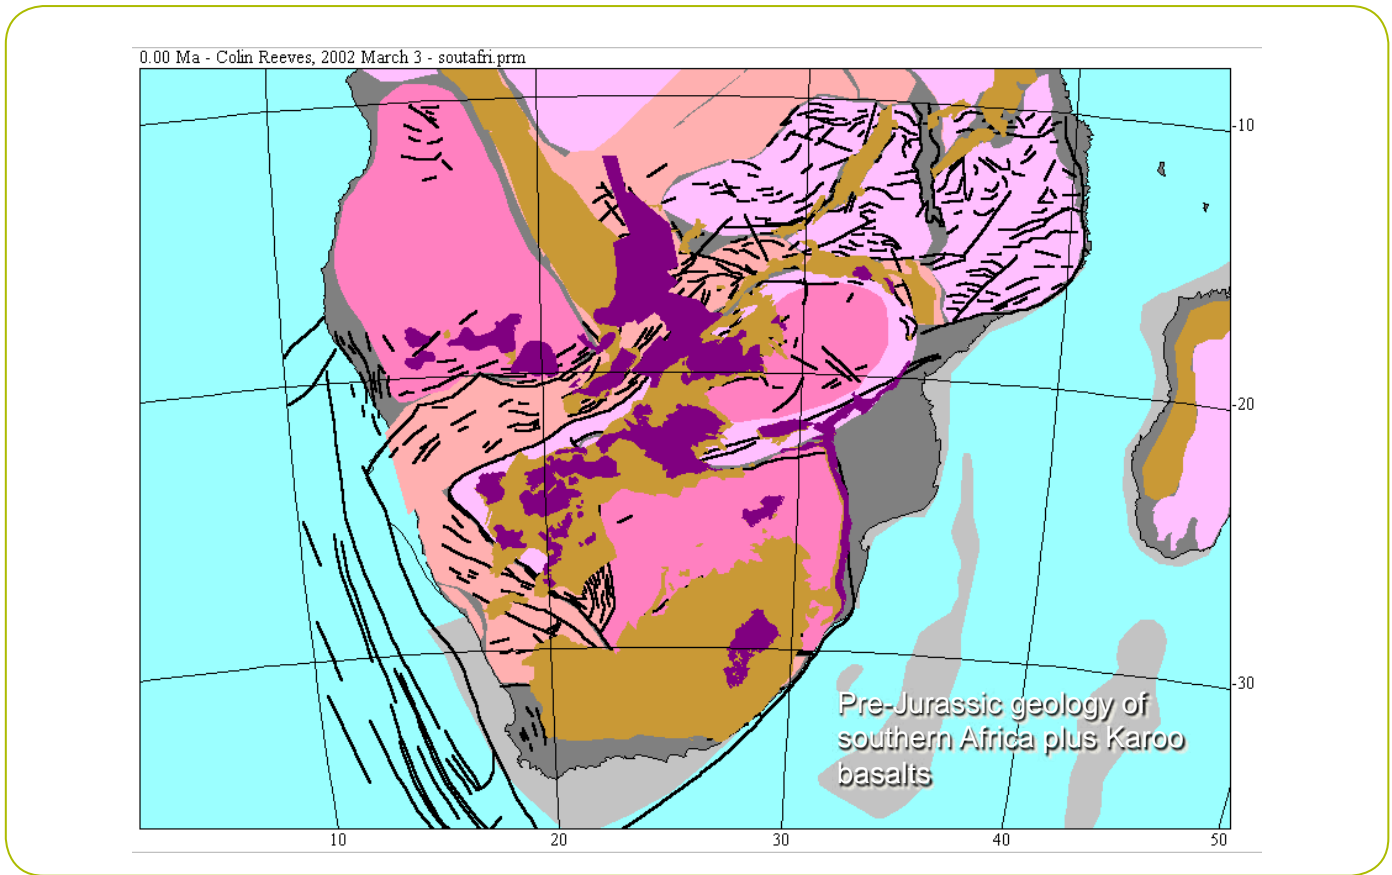 0.00 Ma - Colin Reeves, 2002 March 3 - soutafri.prm
-10
-20
-30
Pre-Jurassic geology of
southern Africa plus Karoo
basalts
10
20
30
40
50